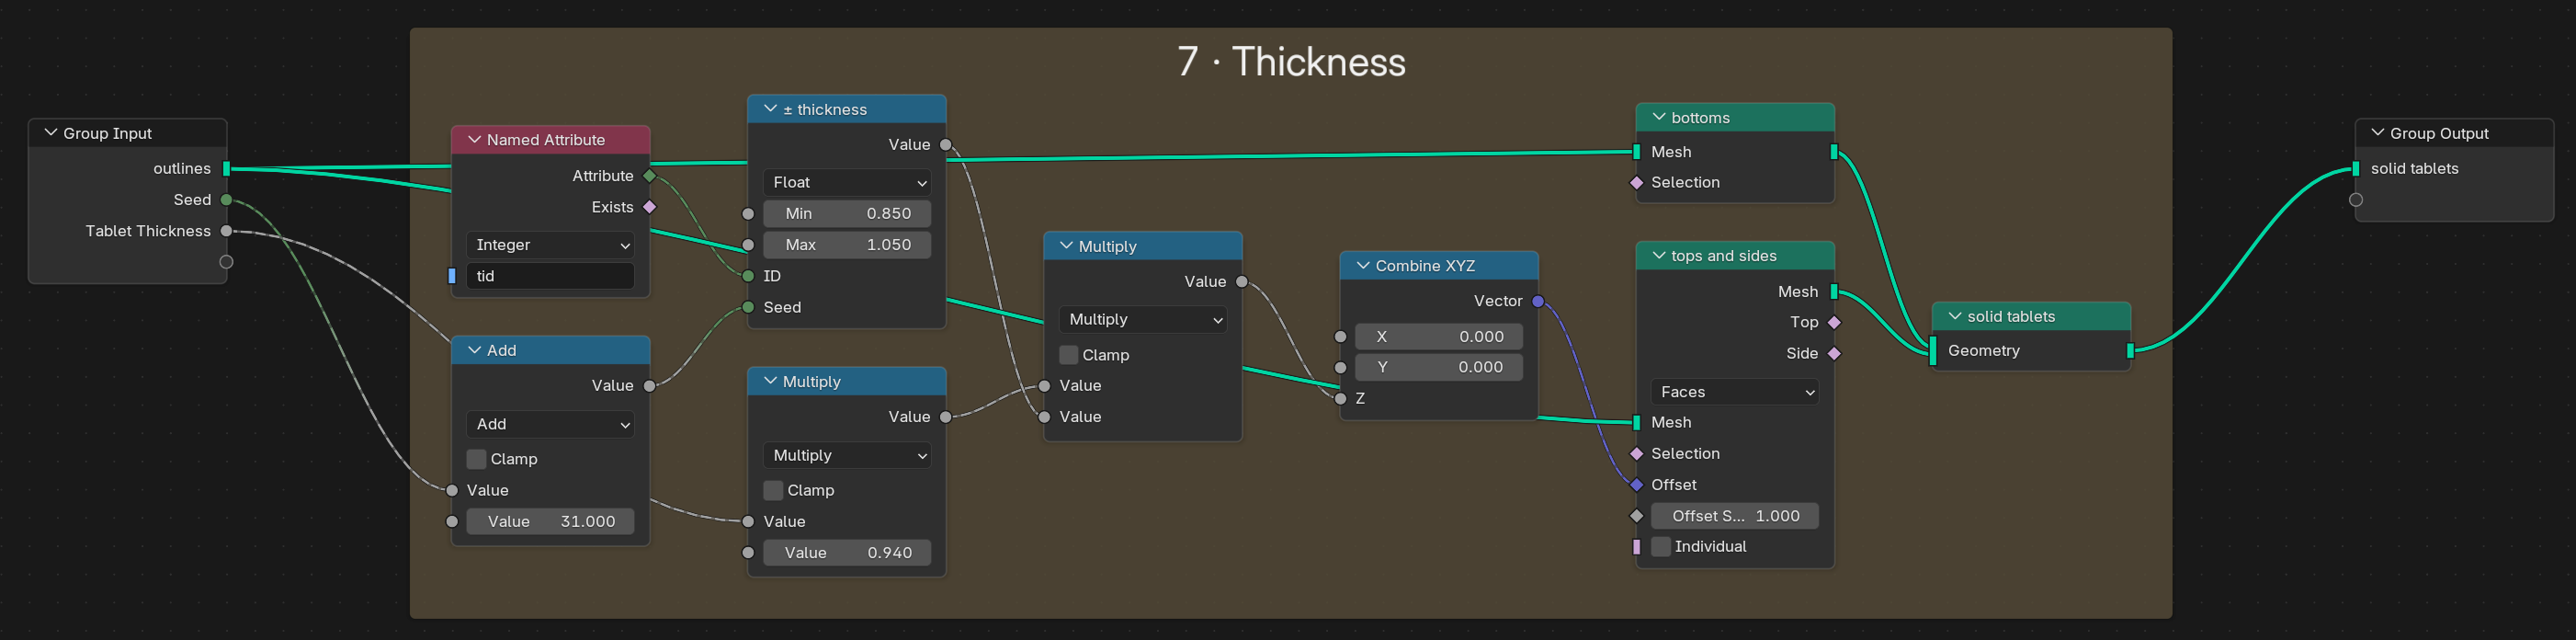 7 · Thickness
Group Input
outlines
Seed
Tablet Thickness
Named Attribute
Attribute
Exists
Integer
tid
Add
Value
Add
Clamp
Value
Value 31.000
± thickness
Value
Float
Min 0.850
Max 1.050
ID
Seed
Multiply
Value
Multiply
Clamp
Value
Value 0.940
Multiply
Value
Multiply
Clamp
Value
Value
Combine XYZ
Vector
X 0.000
Y 0.000
Z
bottoms
Mesh
Selection
tops and sides
Mesh
Top
Side
Faces
Mesh
Selection
Offset
Offset S... 1.000
Individual
solid tablets
Geometry
Group Output
solid tablets